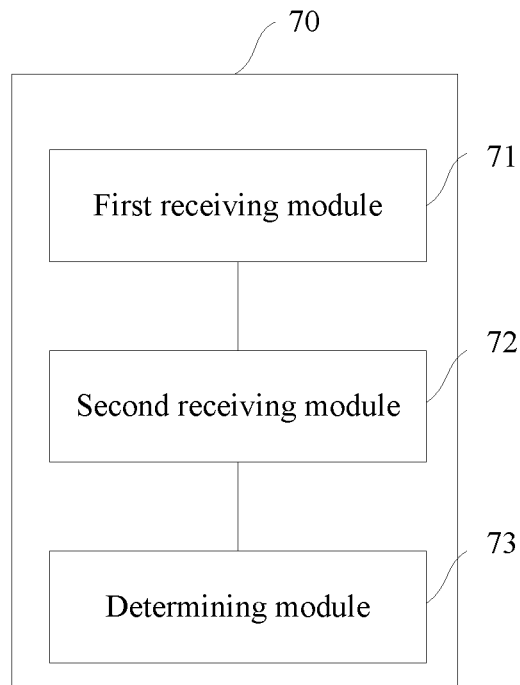 70
71
First receiving module
72
Second receiving module
73
Determining module